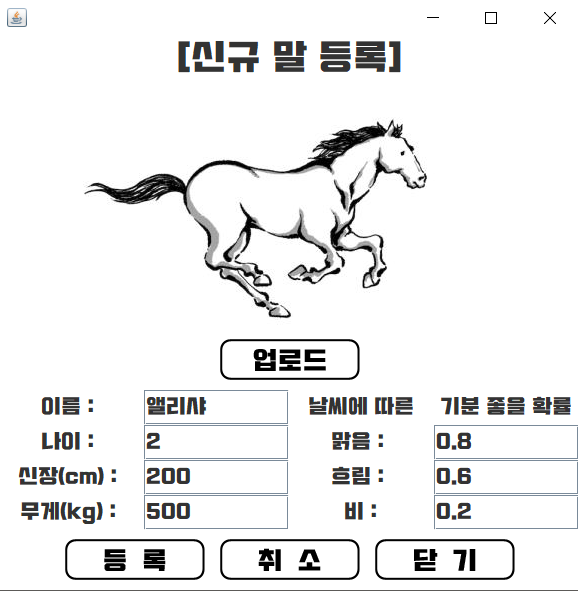 [신규 말 등록]
업로드
이름 : 앨리샤 날씨에 따른 기분 좋을 확률
나이 : 2 맑음 : 0.8
신장(cm) : 200 흐림 : 0.6
무게(kg) : 500 비 : 0.2
등 록 취 소 닫 기